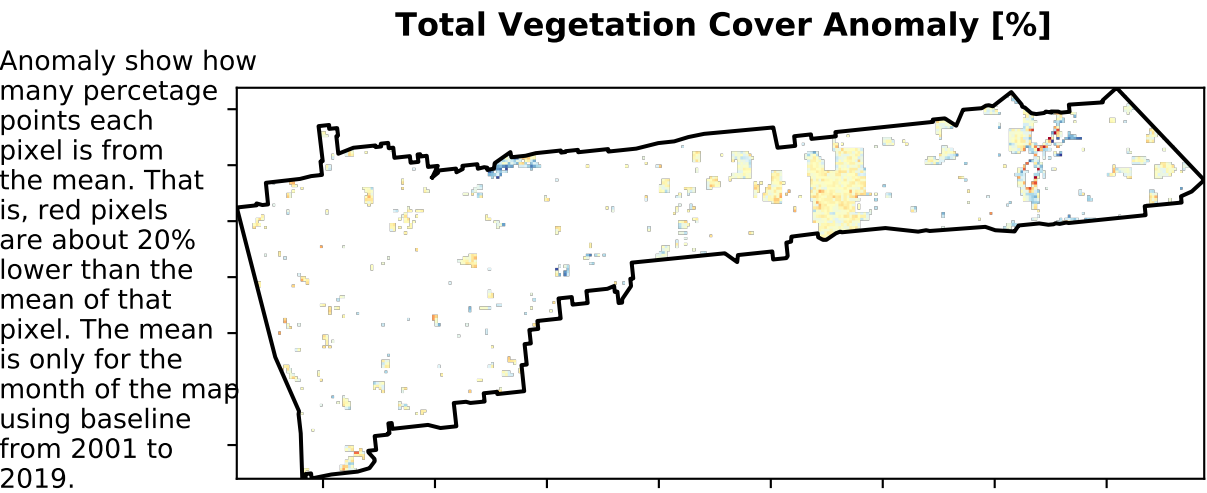 Total Vegetation Cover Anomaly [%]
Anomaly show how
many percetage
points each
pixel is from
the mean. That
is, red pixels
are about 20%
lower than the
mean of that
pixel. The mean
is only for the
month of the map
using baseline
from 2001 to
2019.